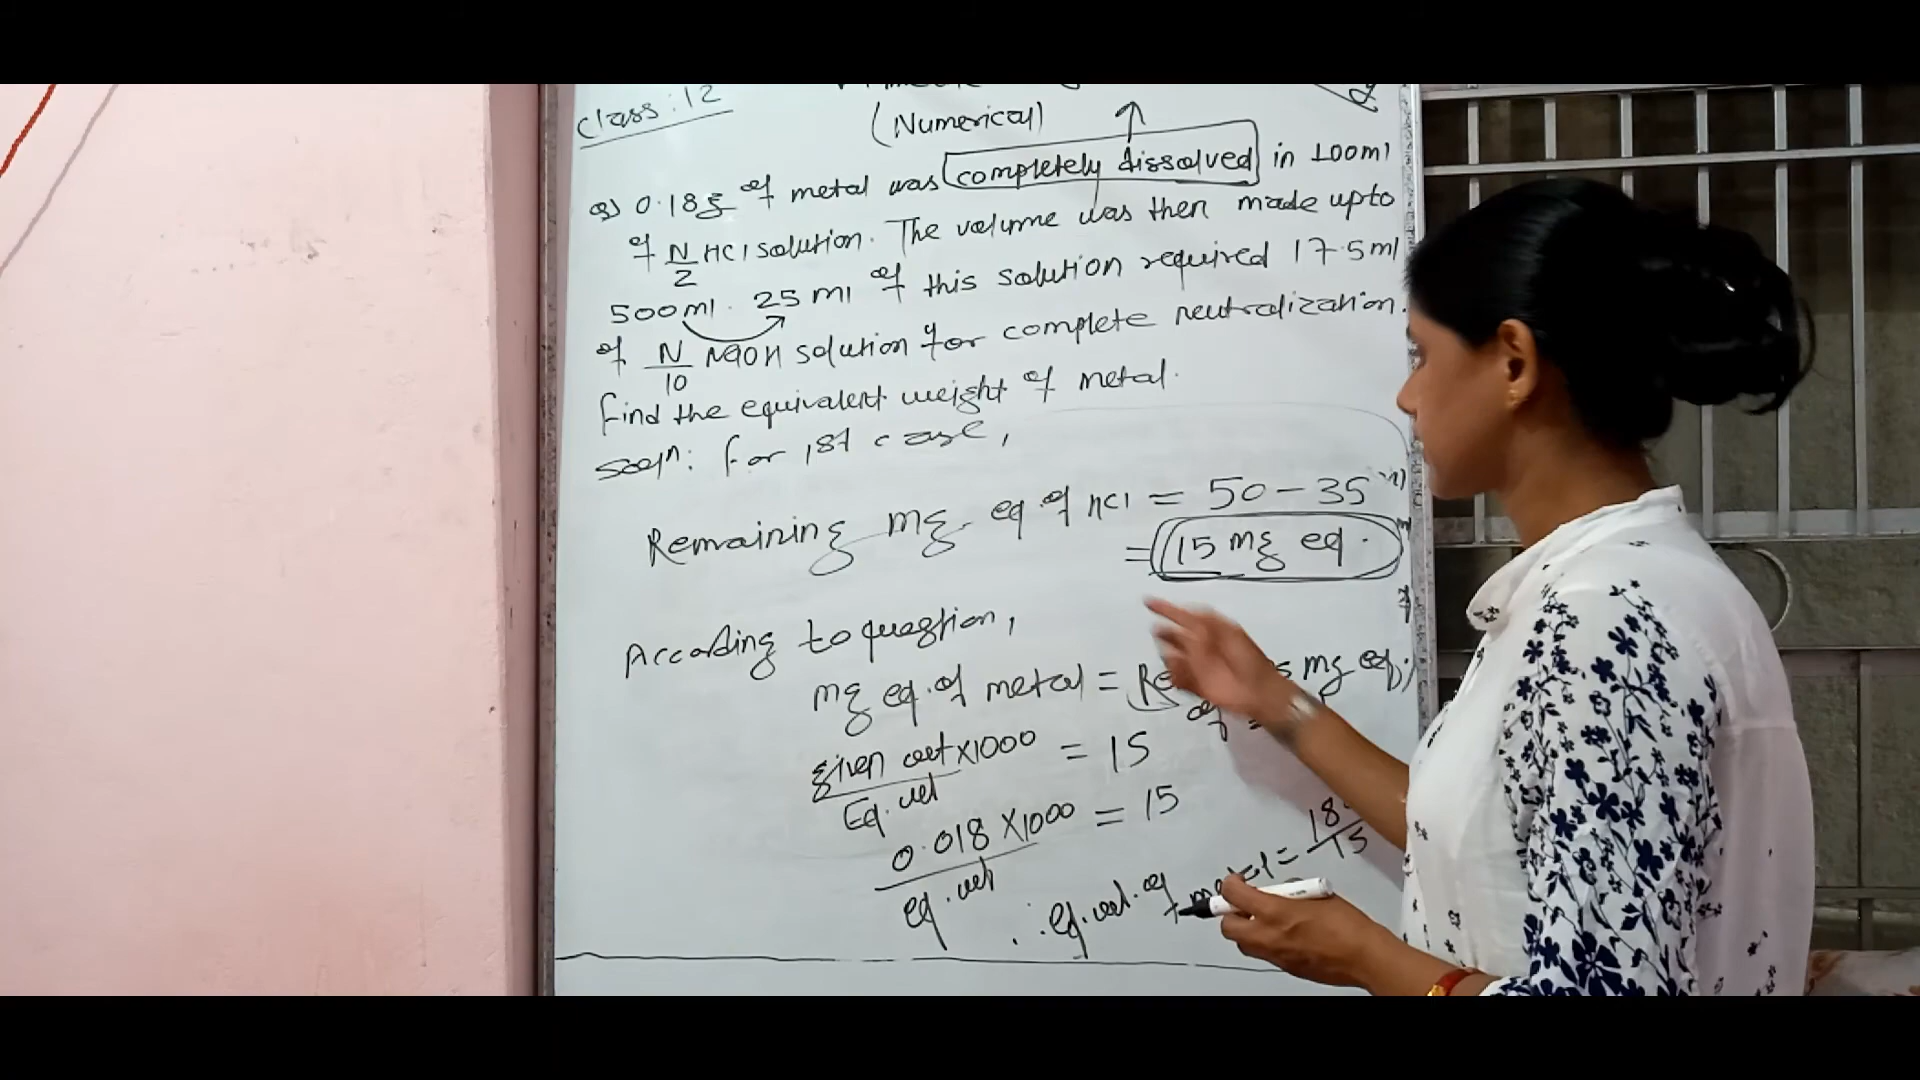 Class: 12
(Numerical)
Q) 0.18g of metal was completely dissolved in 100ml
of N/2 HCl solution. The volume was then made upto
500ml. 25ml of this solution required 17.5ml
of N/10 NaOH solution for complete neutralization.
Find the equivalent weight of metal.
Solⁿ: For 1st case,
Remaining mg. eq. of HCl = 50 - 35
= 15 mg eq.
According to question,
mg eq. of metal = mg eq.
of
given wt x1000 / Eq. wt = 15
0.018 X1000 / eq. wt = 15
∴ eq. wt. of metal = 18 / 15